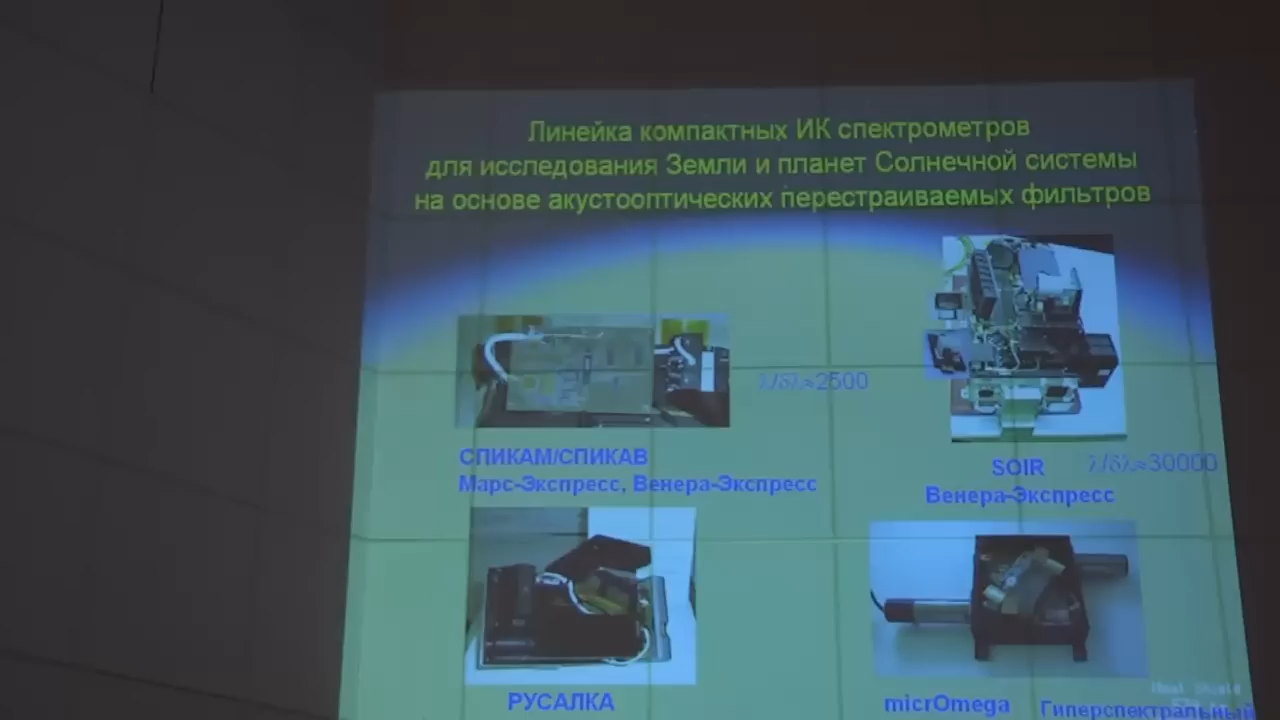 Линейка компактных ИК спектрометров
для исследования Земли и планет Солнечной системы
на основе акустооптических перестраиваемых фильтров
λ/δλ≈2500
СПИКАМ/СПИКАВ
Марс-Экспресс, Венера-Экспресс
SOIR λ/δλ≈30000
Венера-Экспресс
РУСАЛКА
micrOmega Гиперспектральный